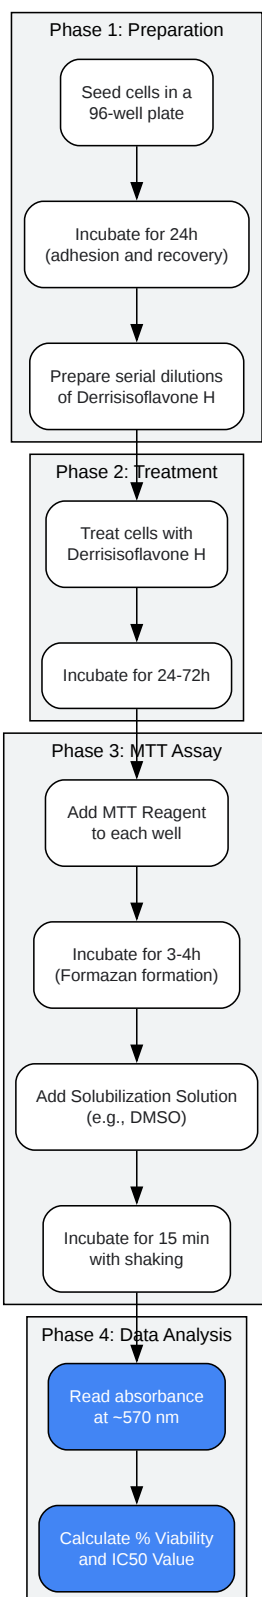 Phase 1: Preparation
Seed cells in a
96-well plate
Incubate for 24h
(adhesion and recovery)
Prepare serial dilutions
of Derrisisoflavone H
Phase 2: Treatment
Treat cells with
Derrisisoflavone H
Incubate for 24-72h
Phase 3: MTT Assay
Add MTT Reagent
to each well
Incubate for 3-4h
(Formazan formation)
Add Solubilization Solution
(e.g., DMSO)
Incubate for 15 min
with shaking
Phase 4: Data Analysis
Read absorbance
at ~570 nm
Calculate % Viability
and IC50 Value